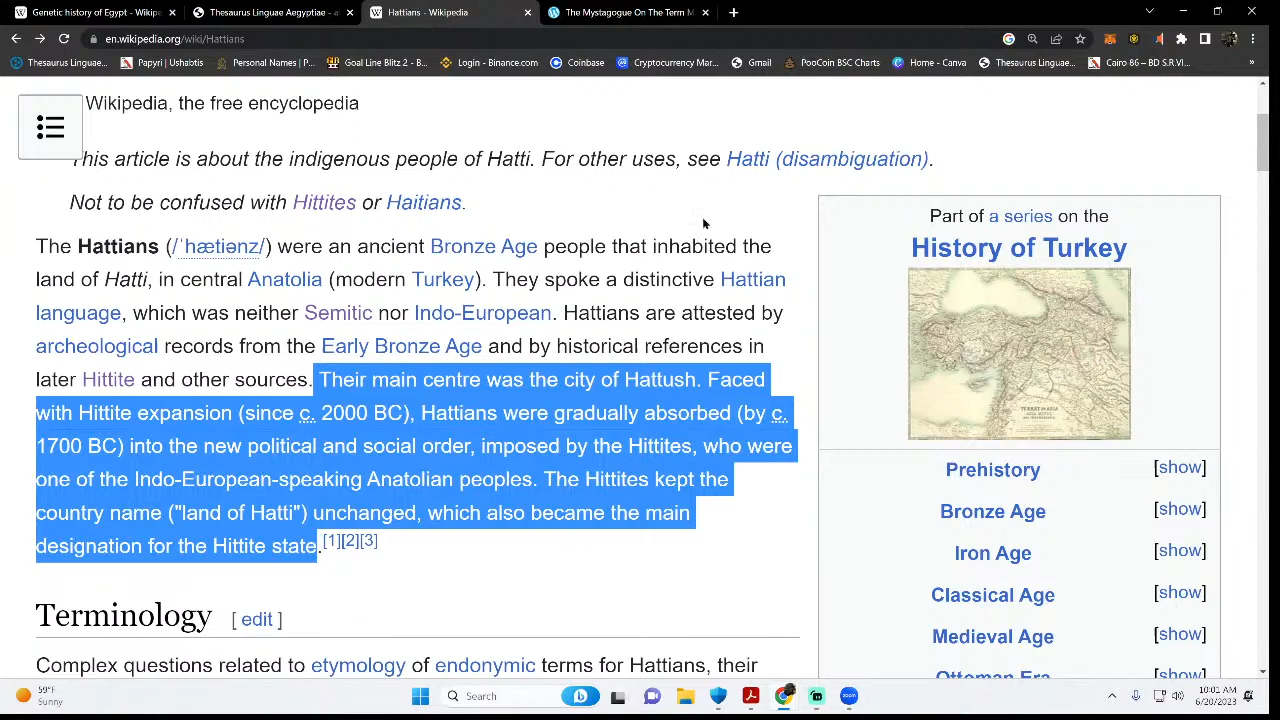 Genetic history of Egypt - Wikipe
Thesaurus Linguae Aegyptiae - a
Hattians - Wikipedia
The Mystagogue On The Term M
en.wikipedia.org/wiki/Hattians
Thesaurus Linguae...
Papyri | Ushabtis
Personal Names | P...
Goal Line Blitz 2 - B...
Login - Binance.com
Coinbase
Cryptocurrency Mar...
Gmail
PooCoin BSC Charts
Home - Canva
Thesaurus Linguae...
Cairo 86 – BD S.R.VI...
Wikipedia, the free encyclopedia
This article is about the indigenous people of Hatti. For other uses, see Hatti (disambiguation).
Not to be confused with Hittites or Haitians.
The Hattians (/ˈhætiənz/) were an ancient Bronze Age people that inhabited the
land of Hatti, in central Anatolia (modern Turkey). They spoke a distinctive Hattian
language, which was neither Semitic nor Indo-European. Hattians are attested by
archeological records from the Early Bronze Age and by historical references in
later Hittite and other sources. Their main centre was the city of Hattush. Faced
with Hittite expansion (since c. 2000 BC), Hattians were gradually absorbed (by c.
1700 BC) into the new political and social order, imposed by the Hittites, who were
one of the Indo-European-speaking Anatolian peoples. The Hittites kept the
country name ("land of Hatti") unchanged, which also became the main
designation for the Hittite state.[1][2][3]
Terminology [ edit ]
Complex questions related to etymology of endonymic terms for Hattians, their
Part of a series on the
History of Turkey
Prehistory [show]
Bronze Age [show]
Iron Age [show]
Classical Age [show]
Medieval Age [show]
Ottoman Era [show]
59°F
Sunny
Search
10:01 AM
6/20/2023